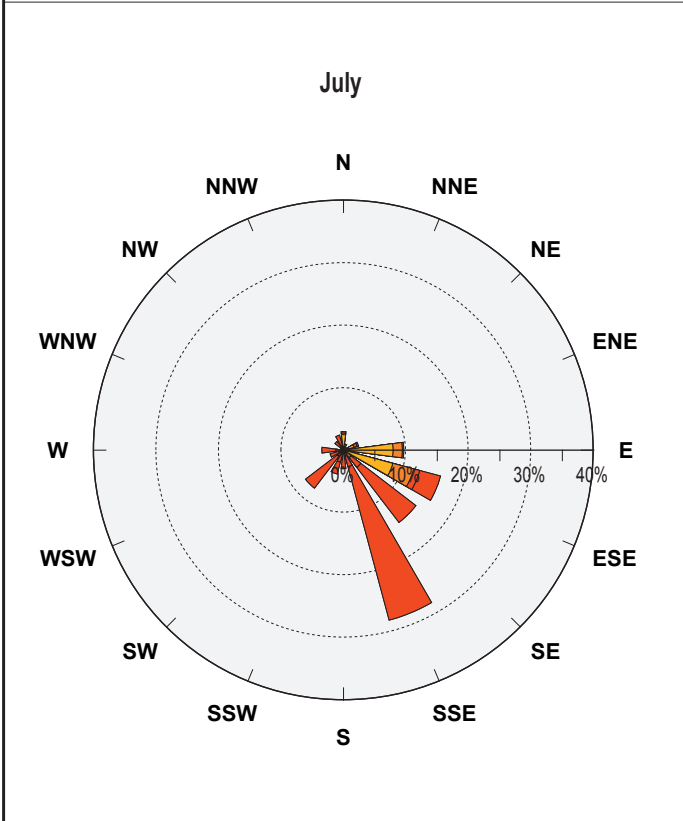 July
N
NNW NNE
NW NE
WNW ENE
W E
0% 10% 20% 30% 40%
WSW ESE
SW SE
SSW SSE
S